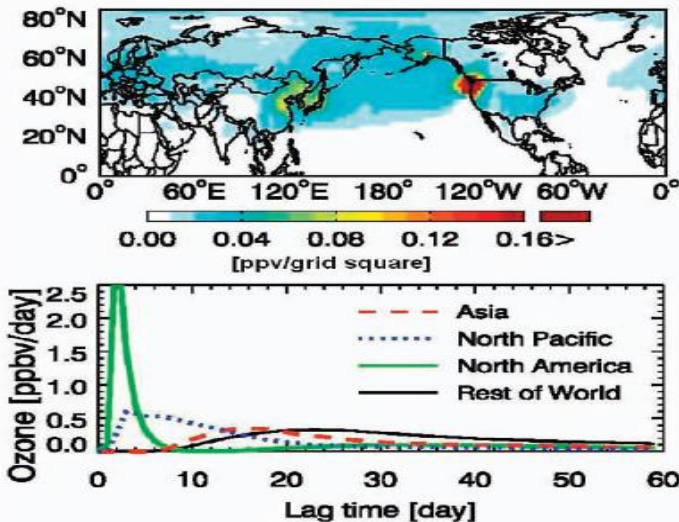 80°N
60°N
40°N
20°N
0°
0° 60°E 120°E 180°E 120°W 60°W 0°
0.00 0.04 0.08 0.12 0.16>
[ppv/grid square]
Ozone [ppbv/day]
2.5
2.0
1.5
1.0
0.5
0.0
Asia
North Pacific
North America
Rest of World
0 10 20 30 40 50 60
Lag time [day]